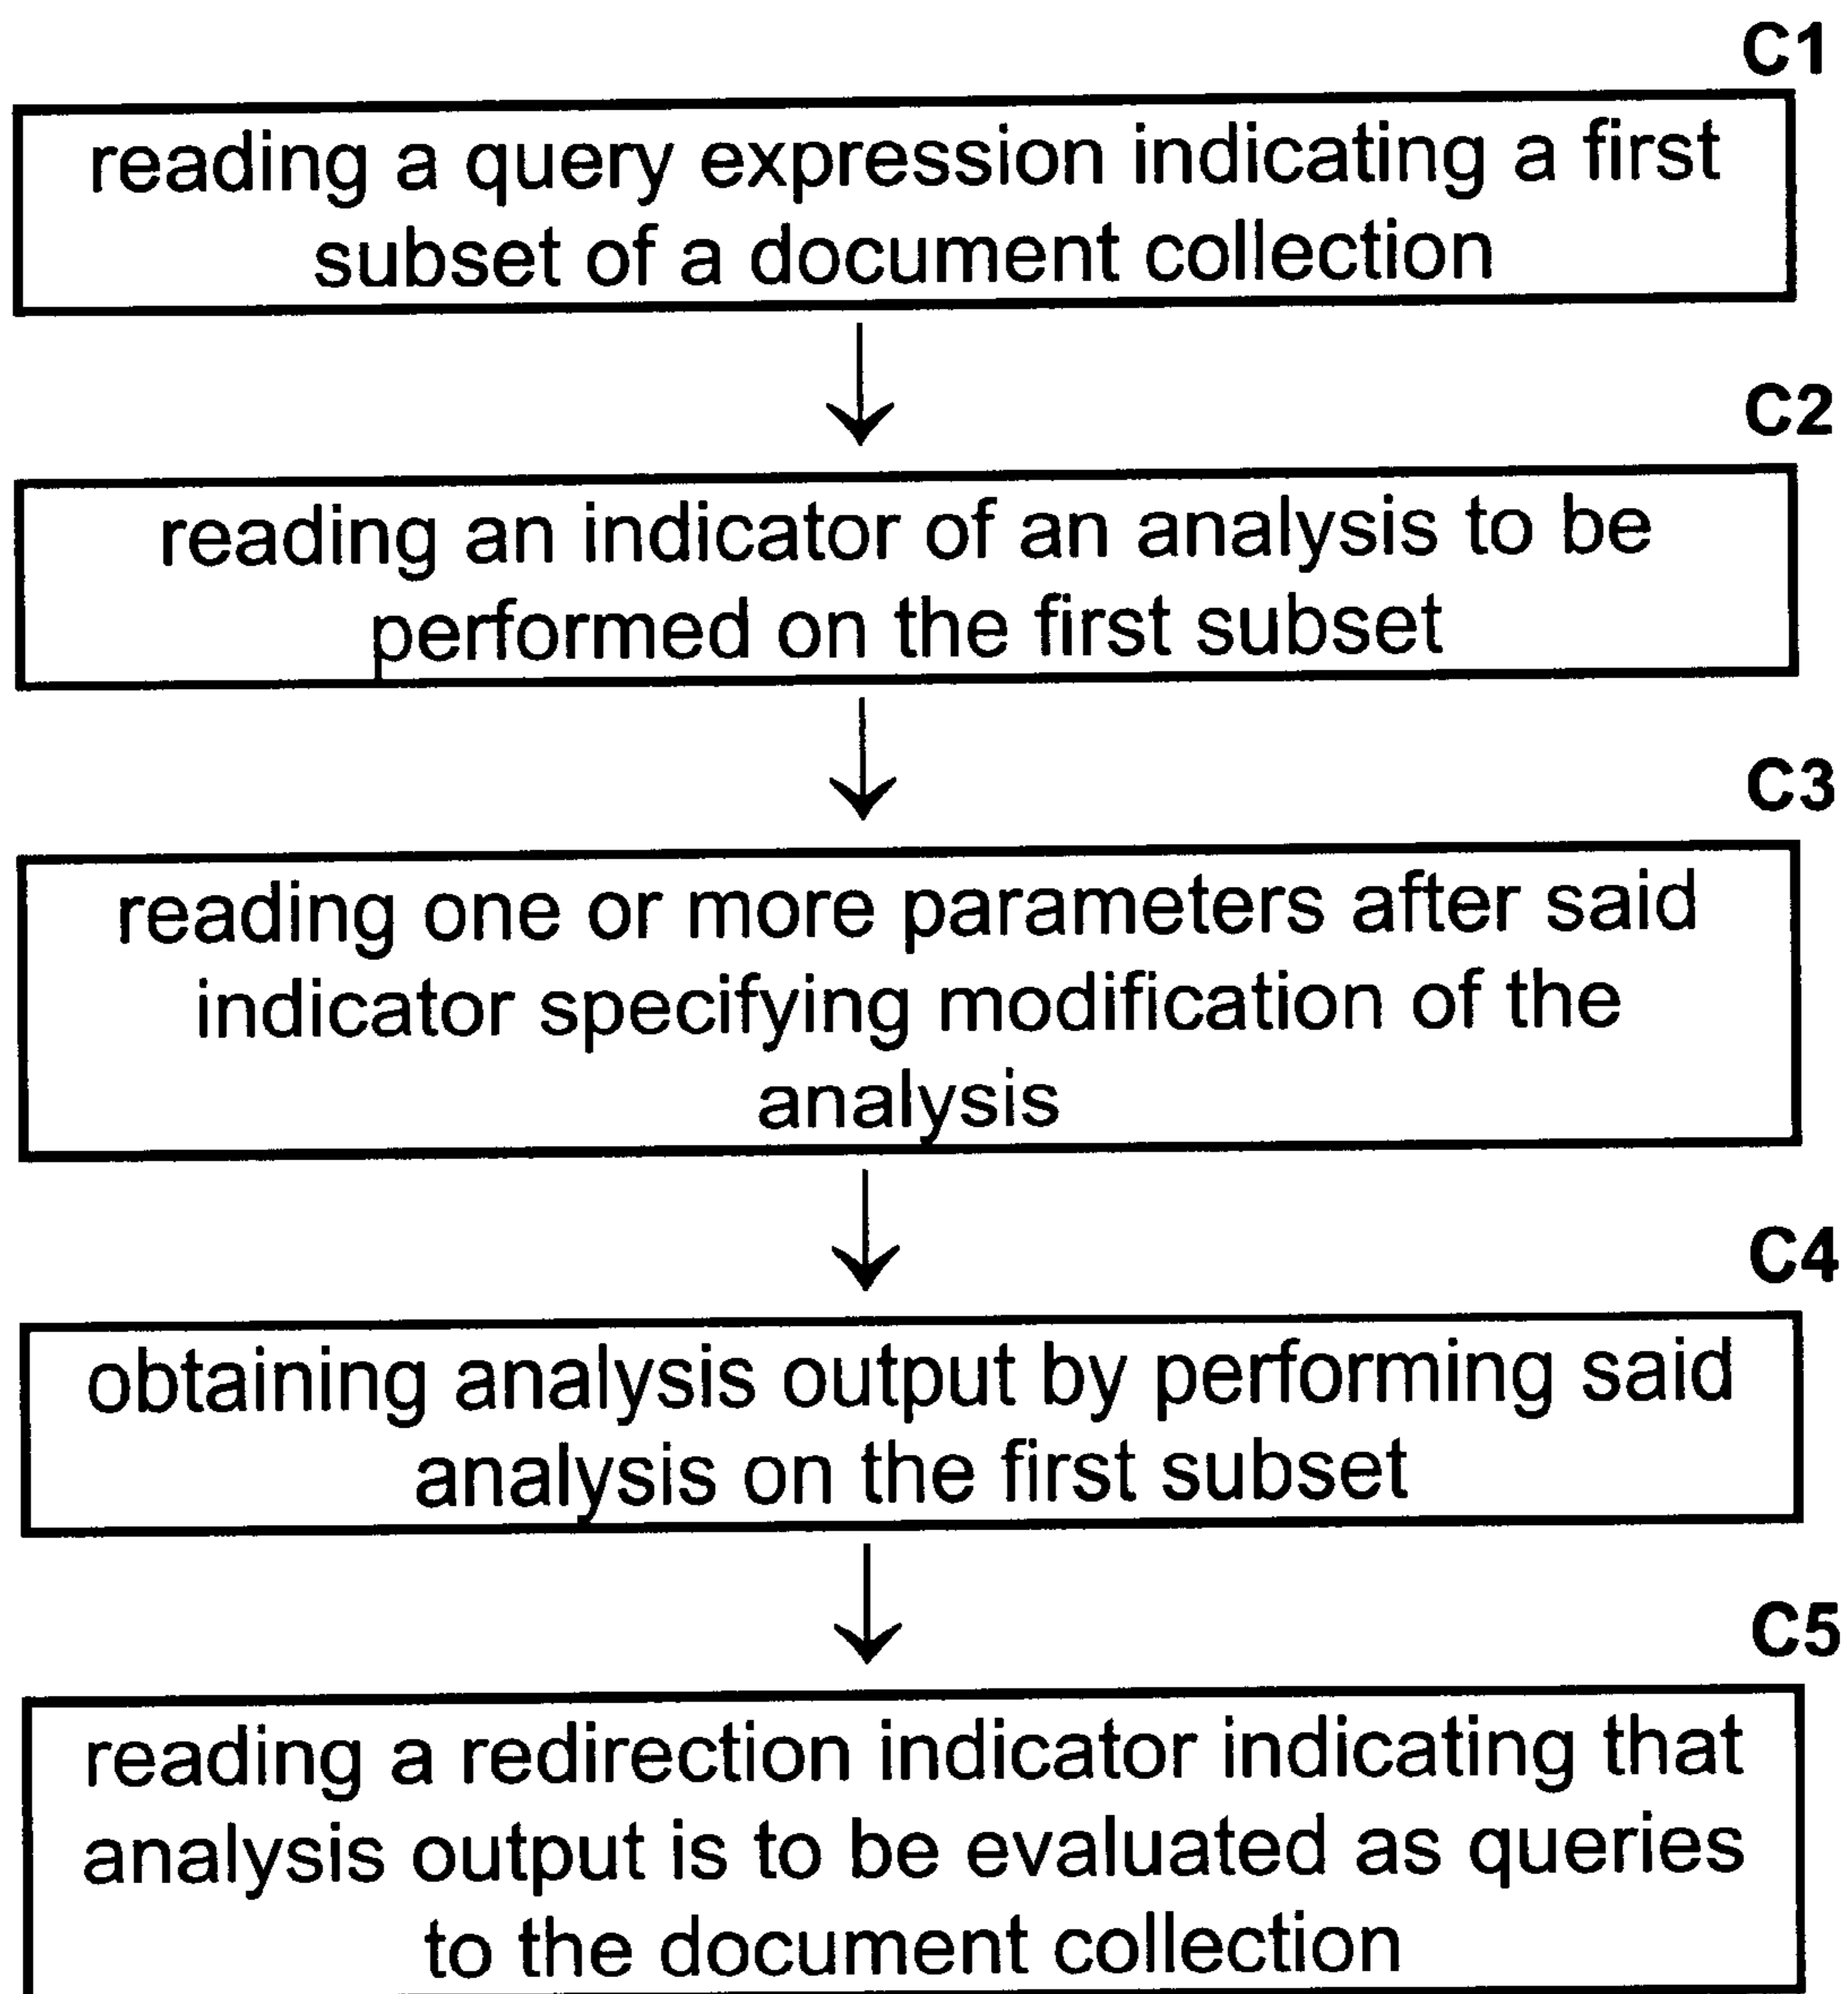 C1
reading a query expression indicating a first
subset of a document collection
C2
reading an indicator of an analysis to be
performed on the first subset
C3
reading one or more parameters after said
indicator specifying modification of the
analysis
C4
obtaining analysis output by performing said
analysis on the first subset
C5
reading a redirection indicator indicating that
analysis output is to be evaluated as queries
to the document collection